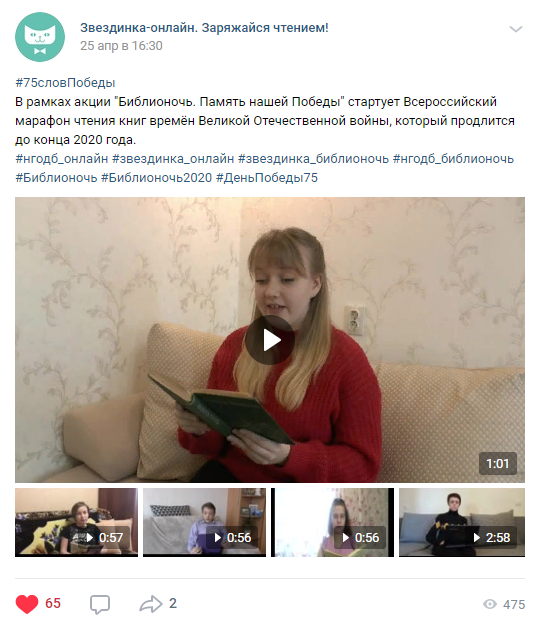 Звездинка-онлайн. Заряжайся чтением!
25 апр в 16:30
#75словПобеды
В рамках акции "Библионочь. Память нашей Победы" стартует Всероссийский
марафон чтения книг времён Великой Отечественной войны, который продлится
до конца 2020 года.
#нгодб_онлайн #звездинка_онлайн #звездинка_библионочь #нгодб_библионочь
#Библионочь #Библионочь2020 #ДеньПобеды75
1:01
0:57
0:56
0:56
2:58
65
2
475